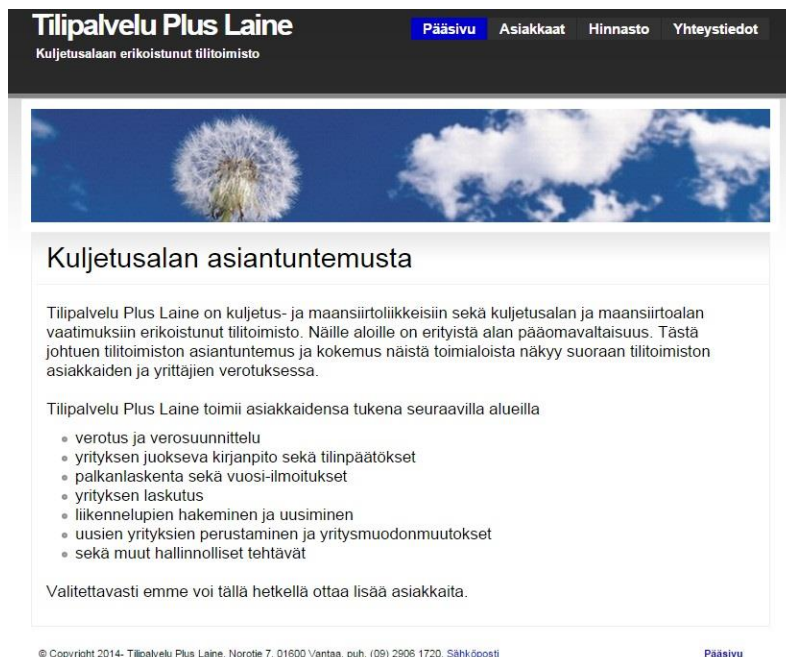 Tilipalvelu Plus Laine
Pääsivu Asiakkaat Hinnasto Yhteystiedot
Kuljetusalaan erikoistunut tilitoimisto
Kuljetusalan asiantuntemusta
Tilipalvelu Plus Laine on kuljetus- ja maansiirtoliikkeisiin sekä kuljetusalan ja maansiirtoalan
vaatimuksiin erikoistunut tilitoimisto. Näille aloille on erityistä alan pääomavaltaisuus. Tästä
johtuen tilitoimiston asiantuntemus ja kokemus näistä toimialoista näkyy suoraan tilitoimiston
asiakkaiden ja yrittäjien verotuksessa.
Tilipalvelu Plus Laine toimii asiakkaidensa tukena seuraavilla alueilla
verotus ja verosuunnittelu
yrityksen juokseva kirjanpito sekä tilinpäätökset
palkanlaskenta sekä vuosi-ilmoitukset
yrityksen laskutus
liikennelupien hakeminen ja uusiminen
uusien yrityksien perustaminen ja yritysmuodonmuutokset
sekä muut hallinnolliset tehtävät
Valitettavasti emme voi tällä hetkellä ottaa lisää asiakkaita.
© Copyright 2014- Tilipalvelu Plus Laine, Norotie 7, 01600 Vantaa, puh. (09) 2906 1720, Sähköposti Pääsivu